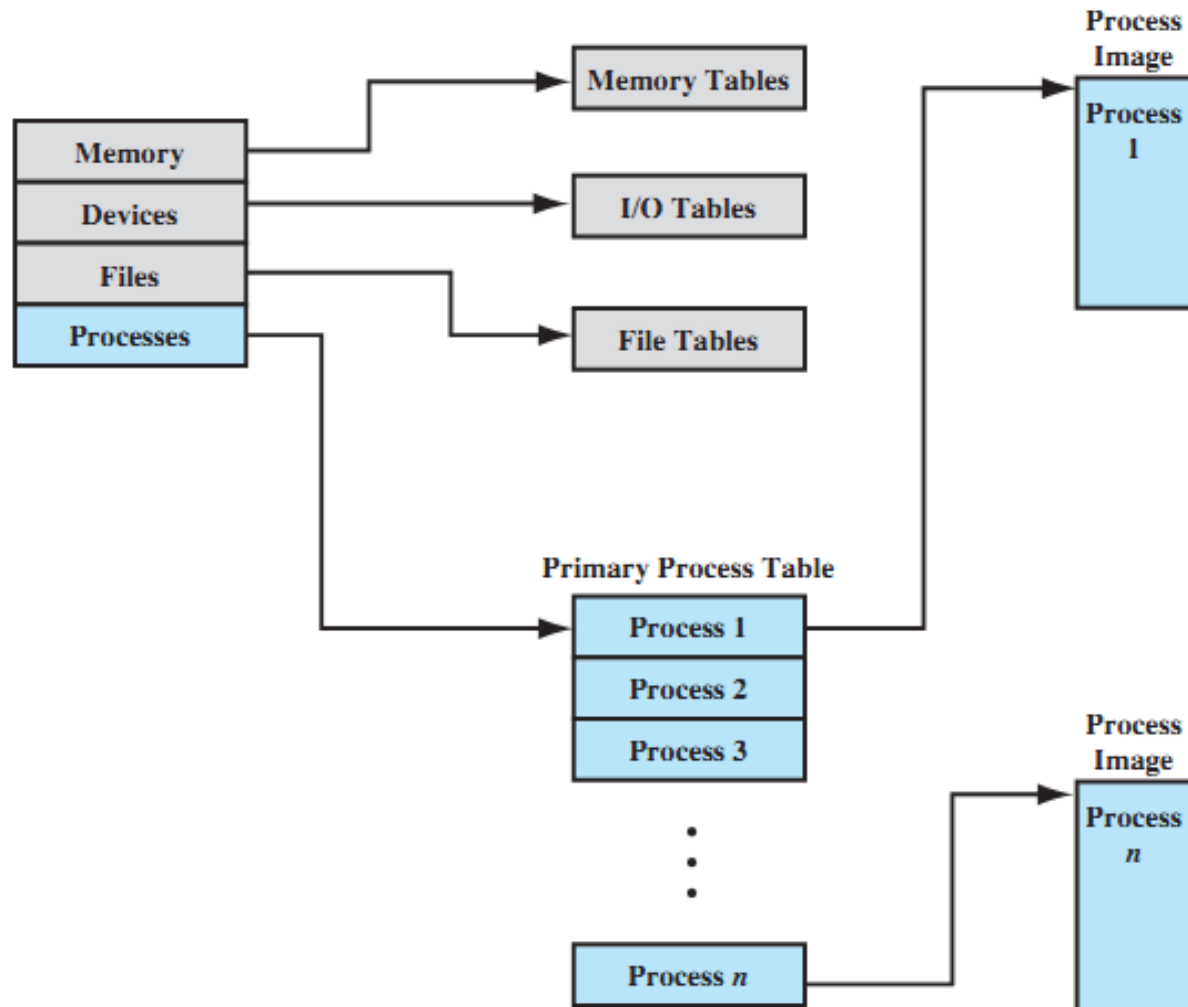 Memory
Devices
Files
Processes
Memory Tables
I/O Tables
File Tables
Primary Process Table
Process 1
Process 2
Process 3
Process n
Process
Image
Process
1
Process
Image
Process
n